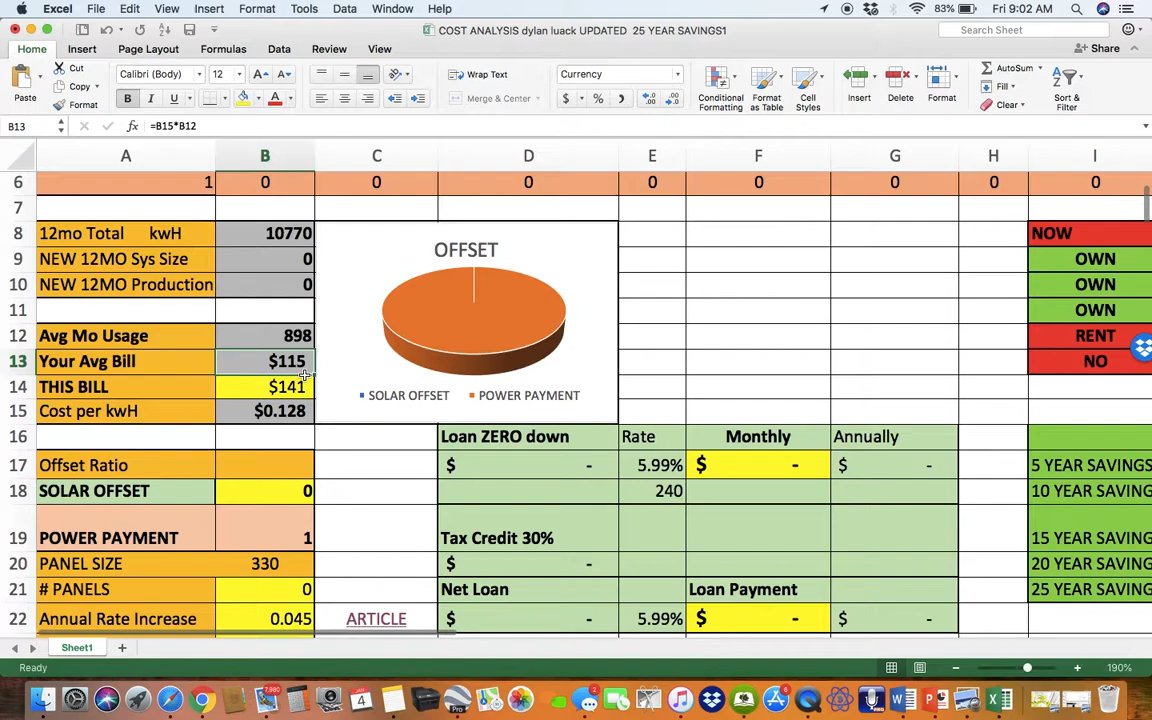 Excel File Edit View Insert Format Tools Data Window Help 83% Fri 9:02 AM
COST ANALYSIS dylan luack UPDATED 25 YEAR SAVINGS1
Search Sheet
Home Insert Page Layout Formulas Data Review View
Share
Paste
Cut
Copy
Format
Calibri (Body) 12
B I U
Wrap Text
Merge & Center
Currency
$ %
Conditional Formatting
Format as Table
Cell Styles
Insert
Delete
Format
AutoSum
Fill
Clear
Sort & Filter
B13 fx =B15*B12
A B C D E F G H I
6 1 0 0 0 0 0 0 0 0
7
8 12mo Total kwH 10770 NOW
9 NEW 12MO Sys Size 0 OWN
10 NEW 12MO Production 0 OWN
11 OWN
12 Avg Mo Usage 898 RENT
13 Your Avg Bill $115 NO
14 THIS BILL $141
15 Cost per kwH $0.128
OFFSET
SOLAR OFFSET POWER PAYMENT
16 Loan ZERO down Rate Monthly Annually
17 Offset Ratio $ - 5.99% $ - $ - 5 YEAR SAVINGS
18 SOLAR OFFSET 0 240 10 YEAR SAVING
19 POWER PAYMENT 1 Tax Credit 30% 15 YEAR SAVING
20 PANEL SIZE 330 $ - 20 YEAR SAVING
21 # PANELS 0 Net Loan Loan Payment 25 YEAR SAVING
22 Annual Rate Increase 0.045 ARTICLE $ - 5.99% $ - $ -
Sheet1
Ready 190%